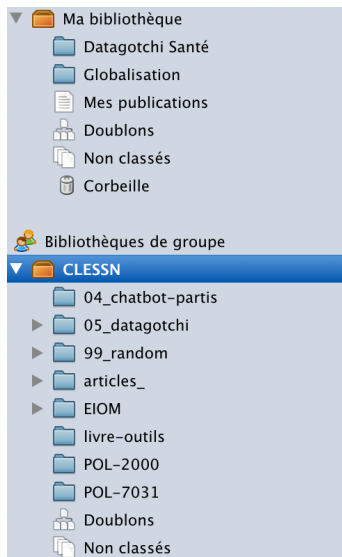 Ma bibliothèque
Datagotchi Santé
Globalisation
Mes publications
Doublons
Non classés
Corbeille
Bibliothèques de groupe
CLESSN
04_chatbot-partis
05_datagotchi
99_random
articles_
EIOM
livre-outils
POL-2000
POL-7031
Doublons
Non classés